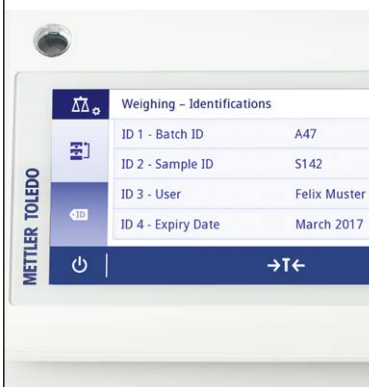 Weighing – Identifications
ID 1 - Batch ID A47
ID 2 - Sample ID S142
ID 3 - User Felix Muster
ID 4 - Expiry Date March 2017
ID
→T←
METTLER TOLEDO